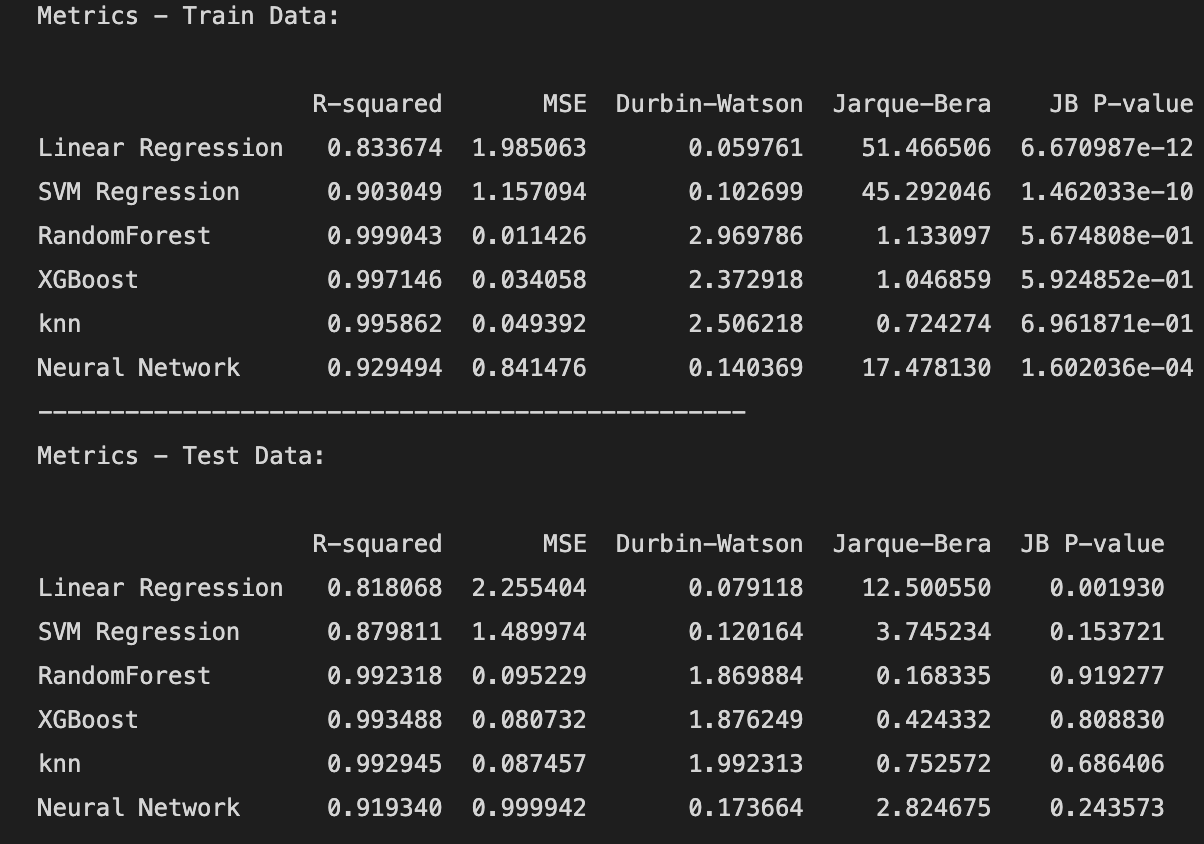 Metrics - Train Data:
R-squared MSE Durbin-Watson Jarque-Bera JB P-value
Linear Regression 0.833674 1.985063 0.059761 51.466506 6.670987e-12
SVM Regression 0.903049 1.157094 0.102699 45.292046 1.462033e-10
RandomForest 0.999043 0.011426 2.969786 1.133097 5.674808e-01
XGBoost 0.997146 0.034058 2.372918 1.046859 5.924852e-01
knn 0.995862 0.049392 2.506218 0.724274 6.961871e-01
Neural Network 0.929494 0.841476 0.140369 17.478130 1.602036e-04
-------------------------------------------------
Metrics - Test Data:
R-squared MSE Durbin-Watson Jarque-Bera JB P-value
Linear Regression 0.818068 2.255404 0.079118 12.500550 0.001930
SVM Regression 0.879811 1.489974 0.120164 3.745234 0.153721
RandomForest 0.992318 0.095229 1.869884 0.168335 0.919277
XGBoost 0.993488 0.080732 1.876249 0.424332 0.808830
knn 0.992945 0.087457 1.992313 0.752572 0.686406
Neural Network 0.919340 0.999942 0.173664 2.824675 0.243573